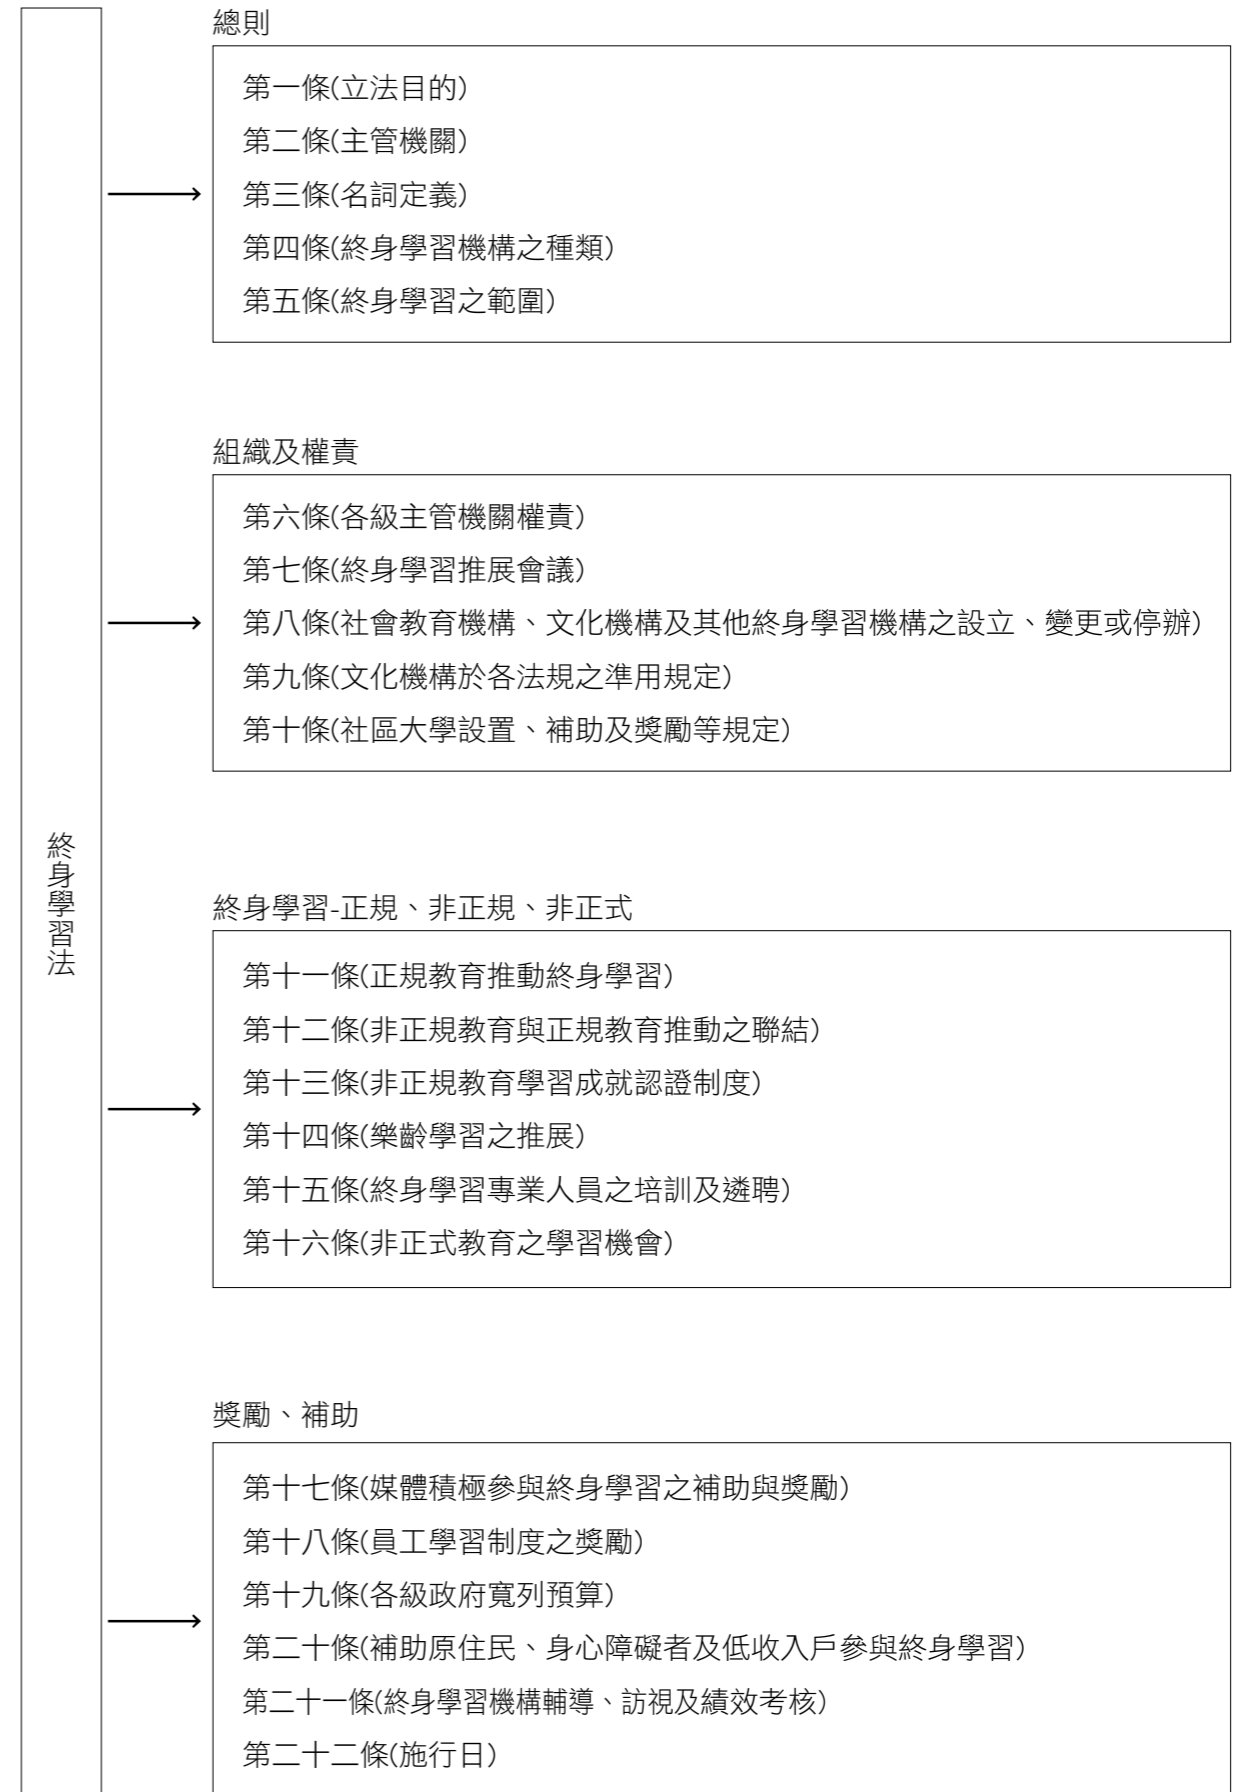 終身學習法
總則
第一條(立法目的)
第二條(主管機關)
第三條(名詞定義)
第四條(終身學習機構之種類)
第五條(終身學習之範圍)
組織及權責
第六條(各級主管機關權責)
第七條(終身學習推展會議)
第八條(社會教育機構、文化機構及其他終身學習機構之設立、變更或停辦)
第九條(文化機構於各法規之準用規定)
第十條(社區大學設置、補助及獎勵等規定)
終身學習-正規、非正規、非正式
第十一條(正規教育推動終身學習)
第十二條(非正規教育與正規教育推動之聯結)
第十三條(非正規教育學習成就認證制度)
第十四條(樂齡學習之推展)
第十五條(終身學習專業人員之培訓及遴聘)
第十六條(非正式教育之學習機會)
獎勵、補助
第十七條(媒體積極參與終身學習之補助與獎勵)
第十八條(員工學習制度之獎勵)
第十九條(各級政府寬列預算)
第二十條(補助原住民、身心障礙者及低收入戶參與終身學習)
第二十一條(終身學習機構輔導、訪視及績效考核)
第二十二條(施行日)